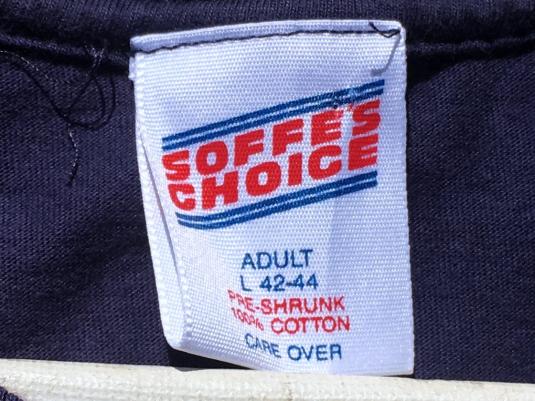 SOFFE'S
CHOICE
ADULT
L 42-44
PRE-SHRUNK
100% COTTON
CARE OVER